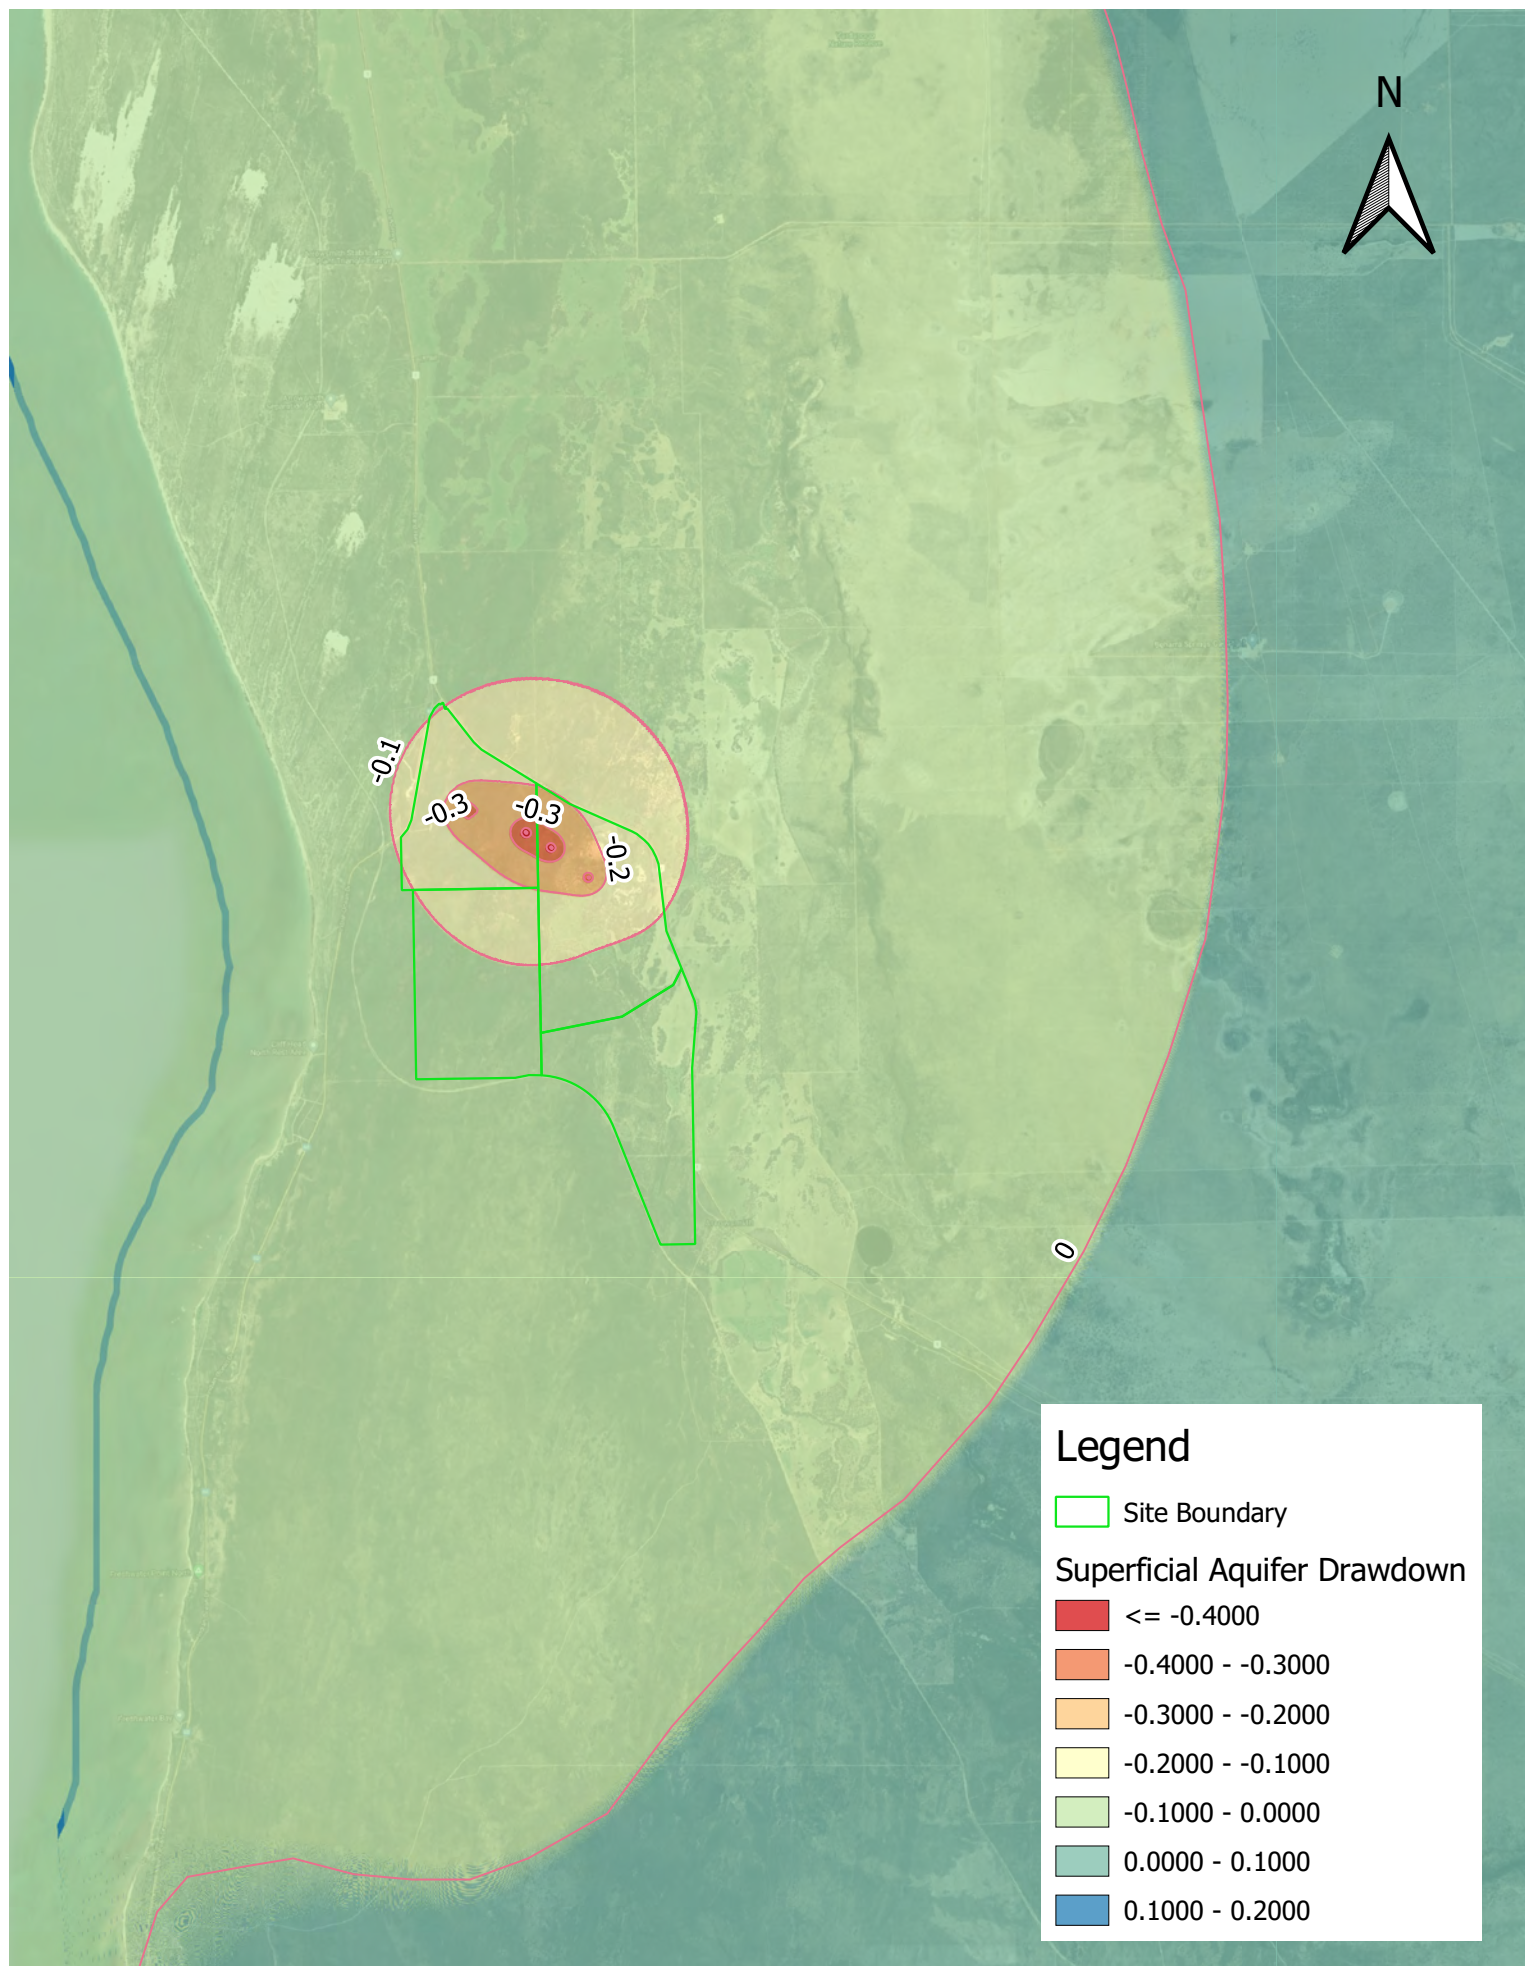 N
-0.1
-0.3
-0.3
-0.2
0
Legend
Site Boundary
Superficial Aquifer Drawdown
<= -0.4000
-0.4000 - -0.3000
-0.3000 - -0.2000
-0.2000 - -0.1000
-0.1000 - 0.0000
0.0000 - 0.1000
0.1000 - 0.2000